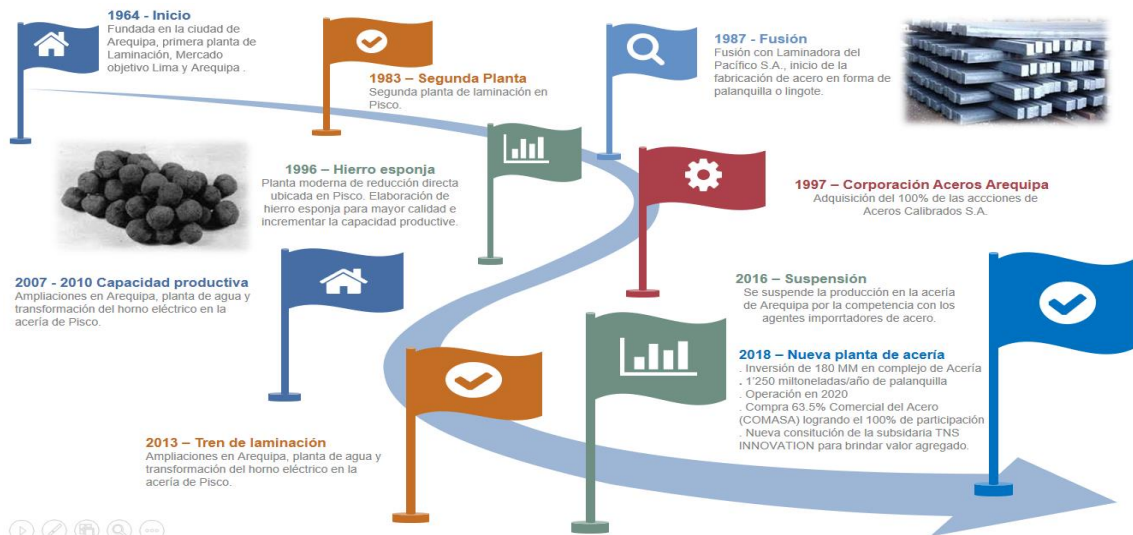 1964 - Inicio
Fundada en la ciudad de
Arequipa, primera planta de
Laminación, Mercado
objetivo Lima y Arequipa .
1983 – Segunda Planta
Segunda planta de laminación en
Pisco.
1987 - Fusión
Fusión con Laminadora del
Pacífico S.A., inicio de la
fabricación de acero en forma de
palanquilla o lingote.
1996 – Hierro esponja
Planta moderna de reducción directa
ubicada en Pisco. Elaboración de
hierro esponja para mayor calidad e
incrementar la capacidad productive.
1997 – Corporación Aceros Arequipa
Adquisición del 100% de las accciones de
Aceros Calibrados S.A.
2007 - 2010 Capacidad productiva
Ampliaciones en Arequipa, planta de agua y
transformación del horno eléctrico en la
acería de Pisco.
2013 – Tren de laminación
Ampliaciones en Arequipa, planta de agua y
transformación del horno eléctrico en la
acería de Pisco.
2016 – Suspensión
Se suspende la producción en la acería
de Arequipa por la competencia con los
agentes imporrtadores de acero.
2018 – Nueva planta de acería
. Inversión de 180 MM en complejo de Acería
. 1'250 miltoneladas/año de palanquilla
. Operación en 2020
. Compra 63.5% Comercial del Acero
(COMASA) logrando el 100% de participación
. Nueva consitución de la subsidaria TNS
INNOVATION para brindar valor agregado.